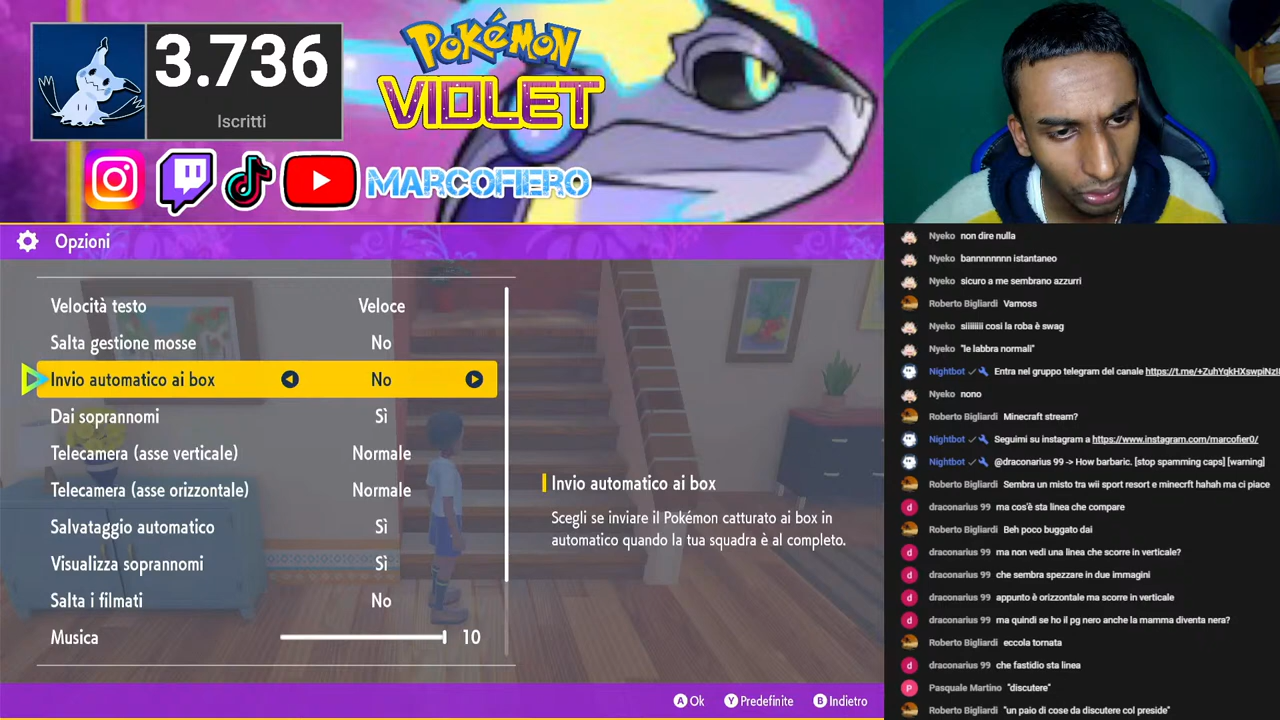 3.736
Iscritti
POKÉMON
VIOLET
MARCOFIERO
Opzioni
Velocità testo Veloce
Salta gestione mosse No
Invio automatico ai box No
Dai soprannomi Sì
Telecamera (asse verticale) Normale
Telecamera (asse orizzontale) Normale
Salvataggio automatico Sì
Visualizza soprannomi Sì
Salta i filmati No
Musica 10
Invio automatico ai box
Scegli se inviare il Pokémon catturato ai box in
automatico quando la tua squadra è al completo.
A Ok Y Predefinite B Indietro
Nyeko non dire nulla
Nyeko bannnnnnnn istantaneo
Nyeko sicuro a me sembrano azzurri
Roberto Bigliardi Vamoss
Nyeko siiiiiiii cosi la roba è swag
Nyeko "le labbra normali"
Nightbot Entra nel gruppo telegram del canale
Nyeko nono
Roberto Bigliardi Minecraft stream?
Nightbot Seguimi su instagram a https://www.instagram.com/marcofier0/
Nightbot @draconarius 99 -> How barbaric. [stop spamming caps] [warning]
Roberto Bigliardi Sembra un misto tra wii sport resort e minecrft hahah ma ci piace
d draconarius 99 ma cos'è sta linea che compare
Roberto Bigliardi Beh poco buggato dai
d draconarius 99 ma non vedi una linea che scorre in verticale?
d draconarius 99 che sembra spezzare in due immagini
d draconarius 99 appunto è orizzontale ma scorre in verticale
d draconarius 99 ma quindi se ho il pg nero anche la mamma diventa nera?
Roberto Bigliardi eccola tornata
d draconarius 99 che fastidio sta linea
P Pasquale Martino "discutere"
Roberto Bigliardi "un paio di cose da discutere col preside"